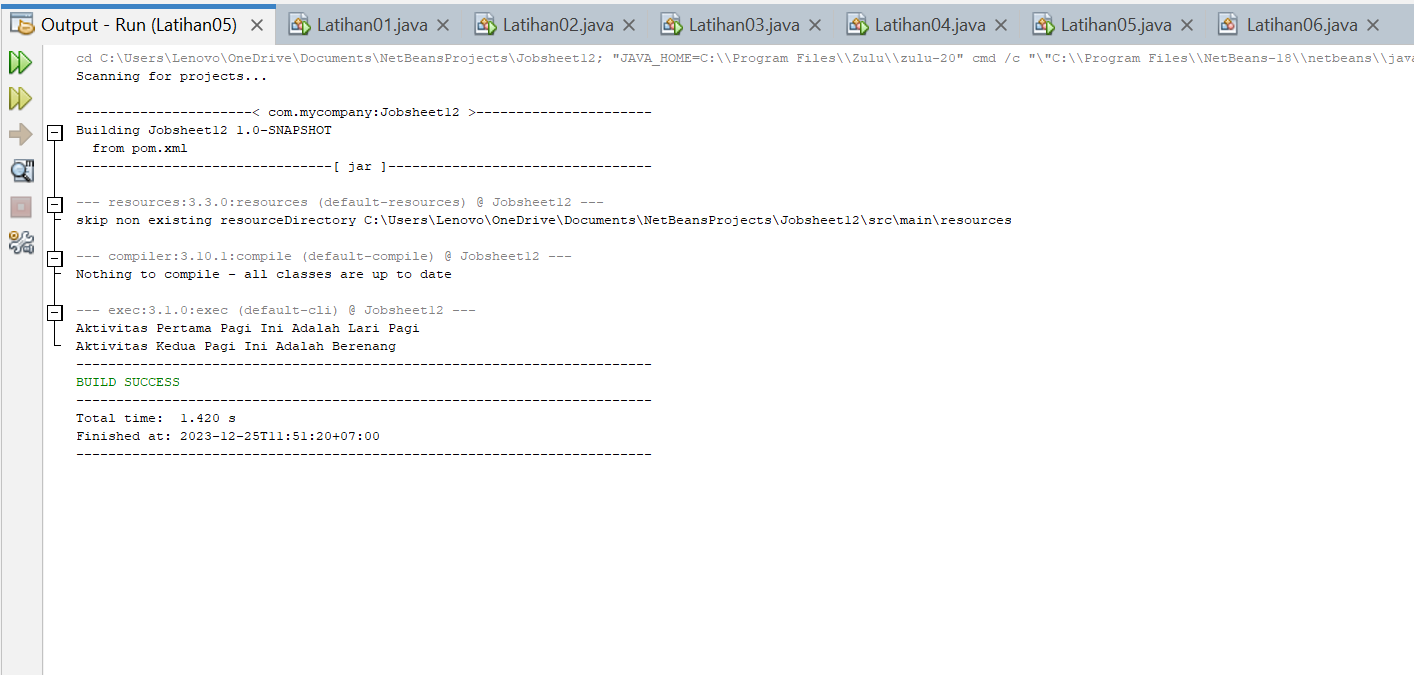 Output - Run (Latihan05) Latihan01.java Latihan02.java Latihan03.java Latihan04.java Latihan05.java Latihan06.java
cd C:\Users\Lenovo\OneDrive\Documents\NetBeansProjects\Jobsheet12; "JAVA_HOME=C:\\Program Files\\Zulu\\zulu-20" cmd /c "\"C:\\Program Files\\NetBeans-18\\netbeans\\java
Scanning for projects...
----------------------< com.mycompany:Jobsheet12 >----------------------
Building Jobsheet12 1.0-SNAPSHOT
from pom.xml
--------------------------------[ jar ]---------------------------------
--- resources:3.3.0:resources (default-resources) @ Jobsheet12 ---
skip non existing resourceDirectory C:\Users\Lenovo\OneDrive\Documents\NetBeansProjects\Jobsheet12\src\main\resources
--- compiler:3.10.1:compile (default-compile) @ Jobsheet12 ---
Nothing to compile - all classes are up to date
--- exec:3.1.0:exec (default-cli) @ Jobsheet12 ---
Aktivitas Pertama Pagi Ini Adalah Lari Pagi
Aktivitas Kedua Pagi Ini Adalah Berenang
------------------------------------------------------------------------
BUILD SUCCESS
------------------------------------------------------------------------
Total time:  1.420 s
Finished at: 2023-12-25T11:51:20+07:00
------------------------------------------------------------------------